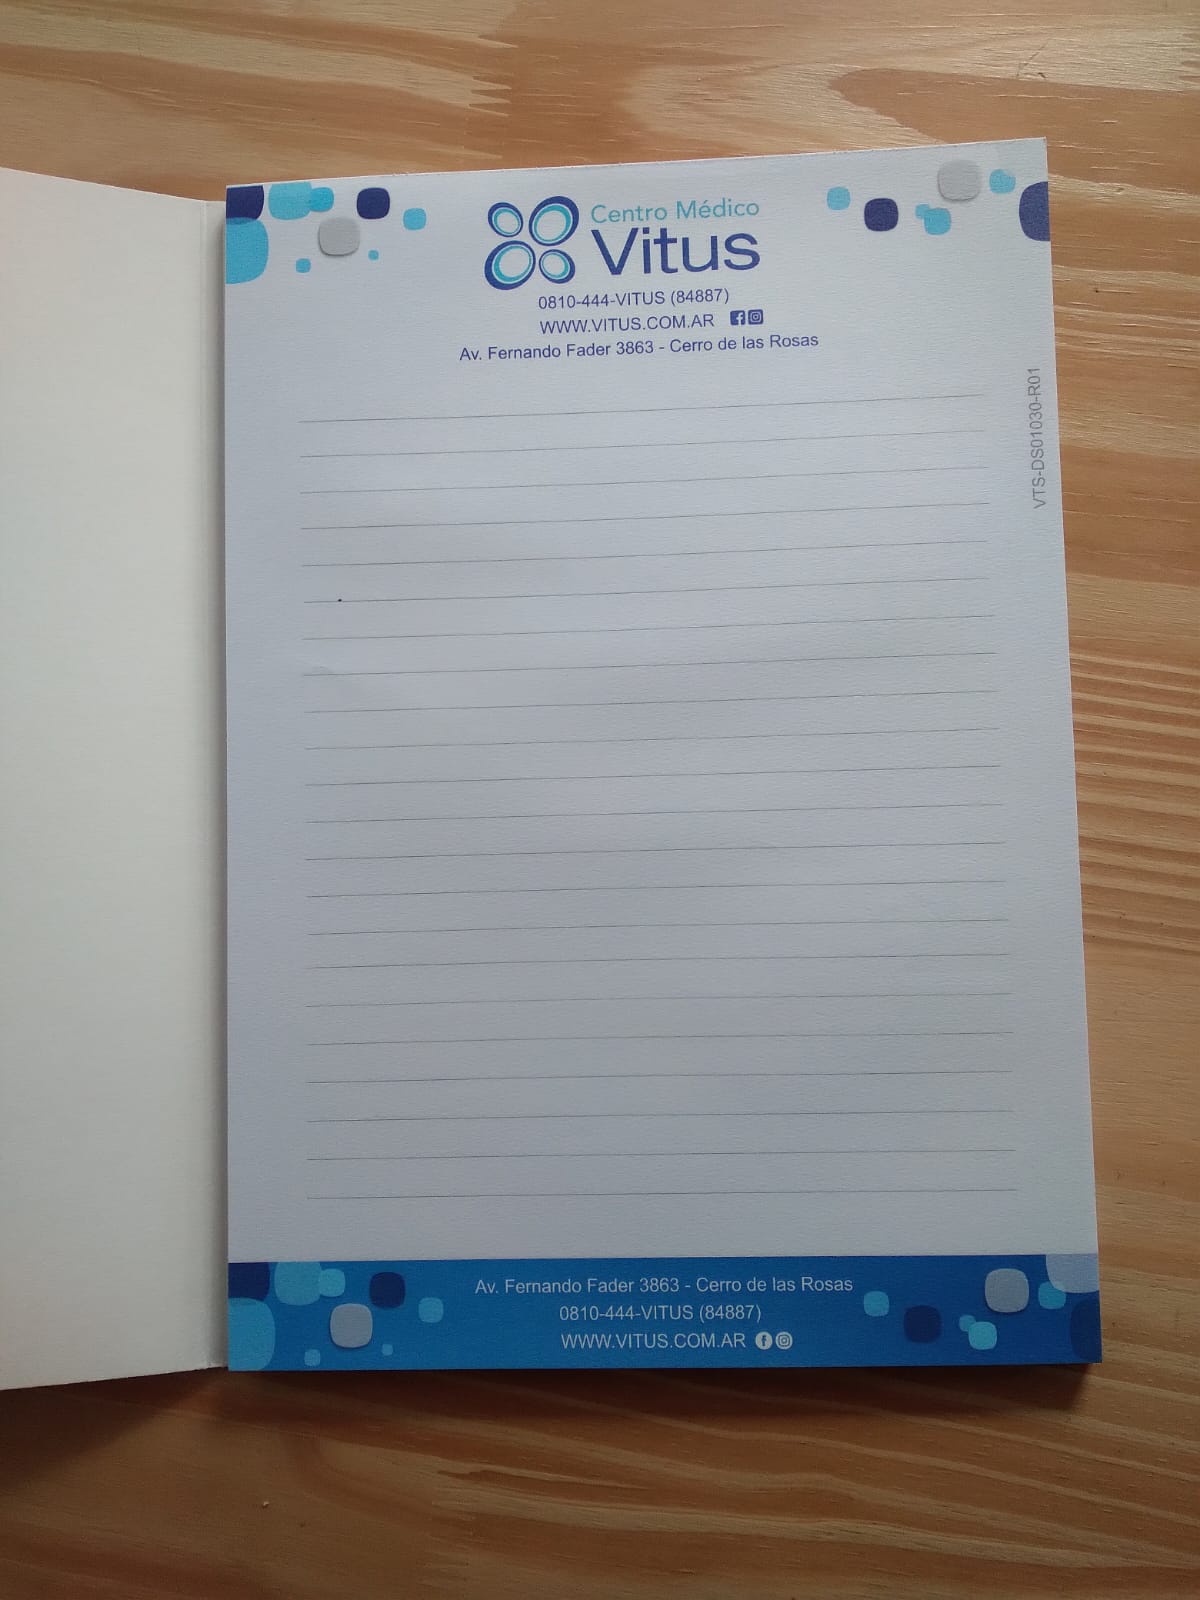 Centro Médico
Vitus
0810-444-VITUS (84887)
WWW.VITUS.COM.AR
Av. Fernando Fader 3863 - Cerro de las Rosas
VTS-DS01030-R01
Av. Fernando Fader 3863 - Cerro de las Rosas
0810-444-VITUS (84887)
WWW.VITUS.COM.AR